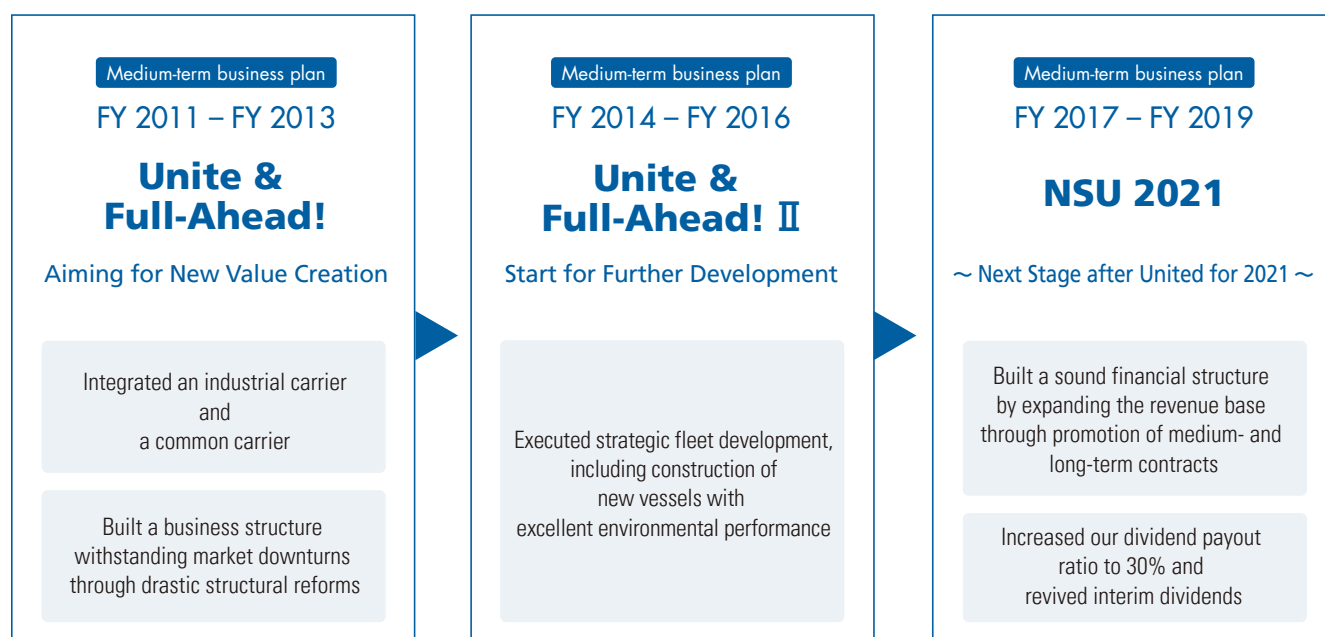 Medium-term business plan
FY 2011 – FY 2013
Unite &
Full-Ahead!
Aiming for New Value Creation
Integrated an industrial carrier
and
a common carrier
Built a business structure
withstanding market downturns
through drastic structural reforms
Medium-term business plan
FY 2014 – FY 2016
Unite &
Full-Ahead! Ⅱ
Start for Further Development
Executed strategic fleet development,
including construction of
new vessels with
excellent environmental performance
Medium-term business plan
FY 2017 – FY 2019
NSU 2021
～ Next Stage after United for 2021 ～
Built a sound financial structure
by expanding the revenue base
through promotion of medium- and
long-term contracts
Increased our dividend payout
ratio to 30% and
revived interim dividends